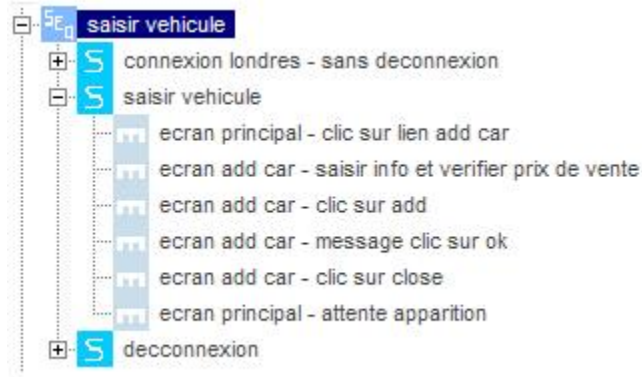 SEQ saisir vehicule
S connexion londres - sans deconnexion
S saisir vehicule
m ecran principal - clic sur lien add car
m ecran add car - saisir info et verifier prix de vente
m ecran add car - clic sur add
m ecran add car - message clic sur ok
m ecran add car - clic sur close
m ecran principal - attente apparition
S decconnexion